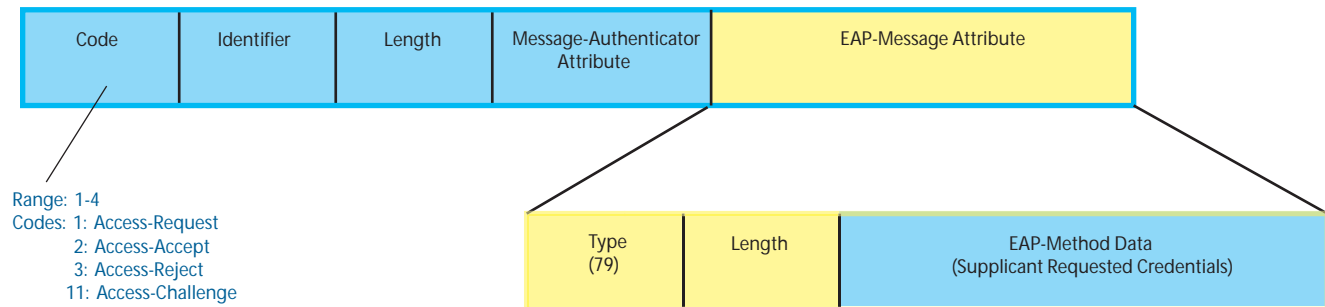 Code
Identifier
Length
Message-Authenticator
Attribute
EAP-Message Attribute
Range: 1-4
Codes: 1: Access-Request
2: Access-Accept
3: Access-Reject
11: Access-Challenge
Type
(79)
Length
EAP-Method Data
(Supplicant Requested Credentials)